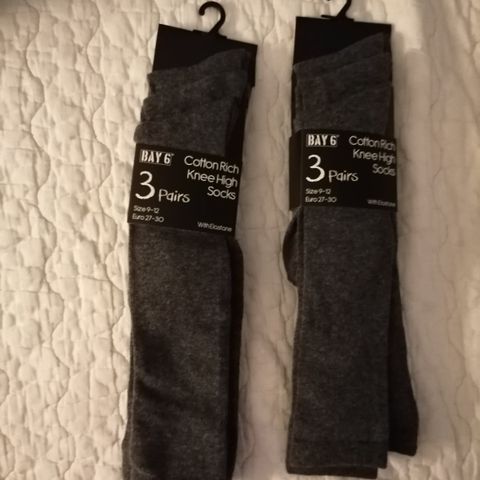 BAY 6
Cotton Rich
Knee High
Socks
3 Pairs
Size 9-12
Euro 27-30
With Elastane
BAY 6
Cotton Rich
Knee High
Socks
3 Pairs
Size 9-12
Euro 27-30
With Elastane